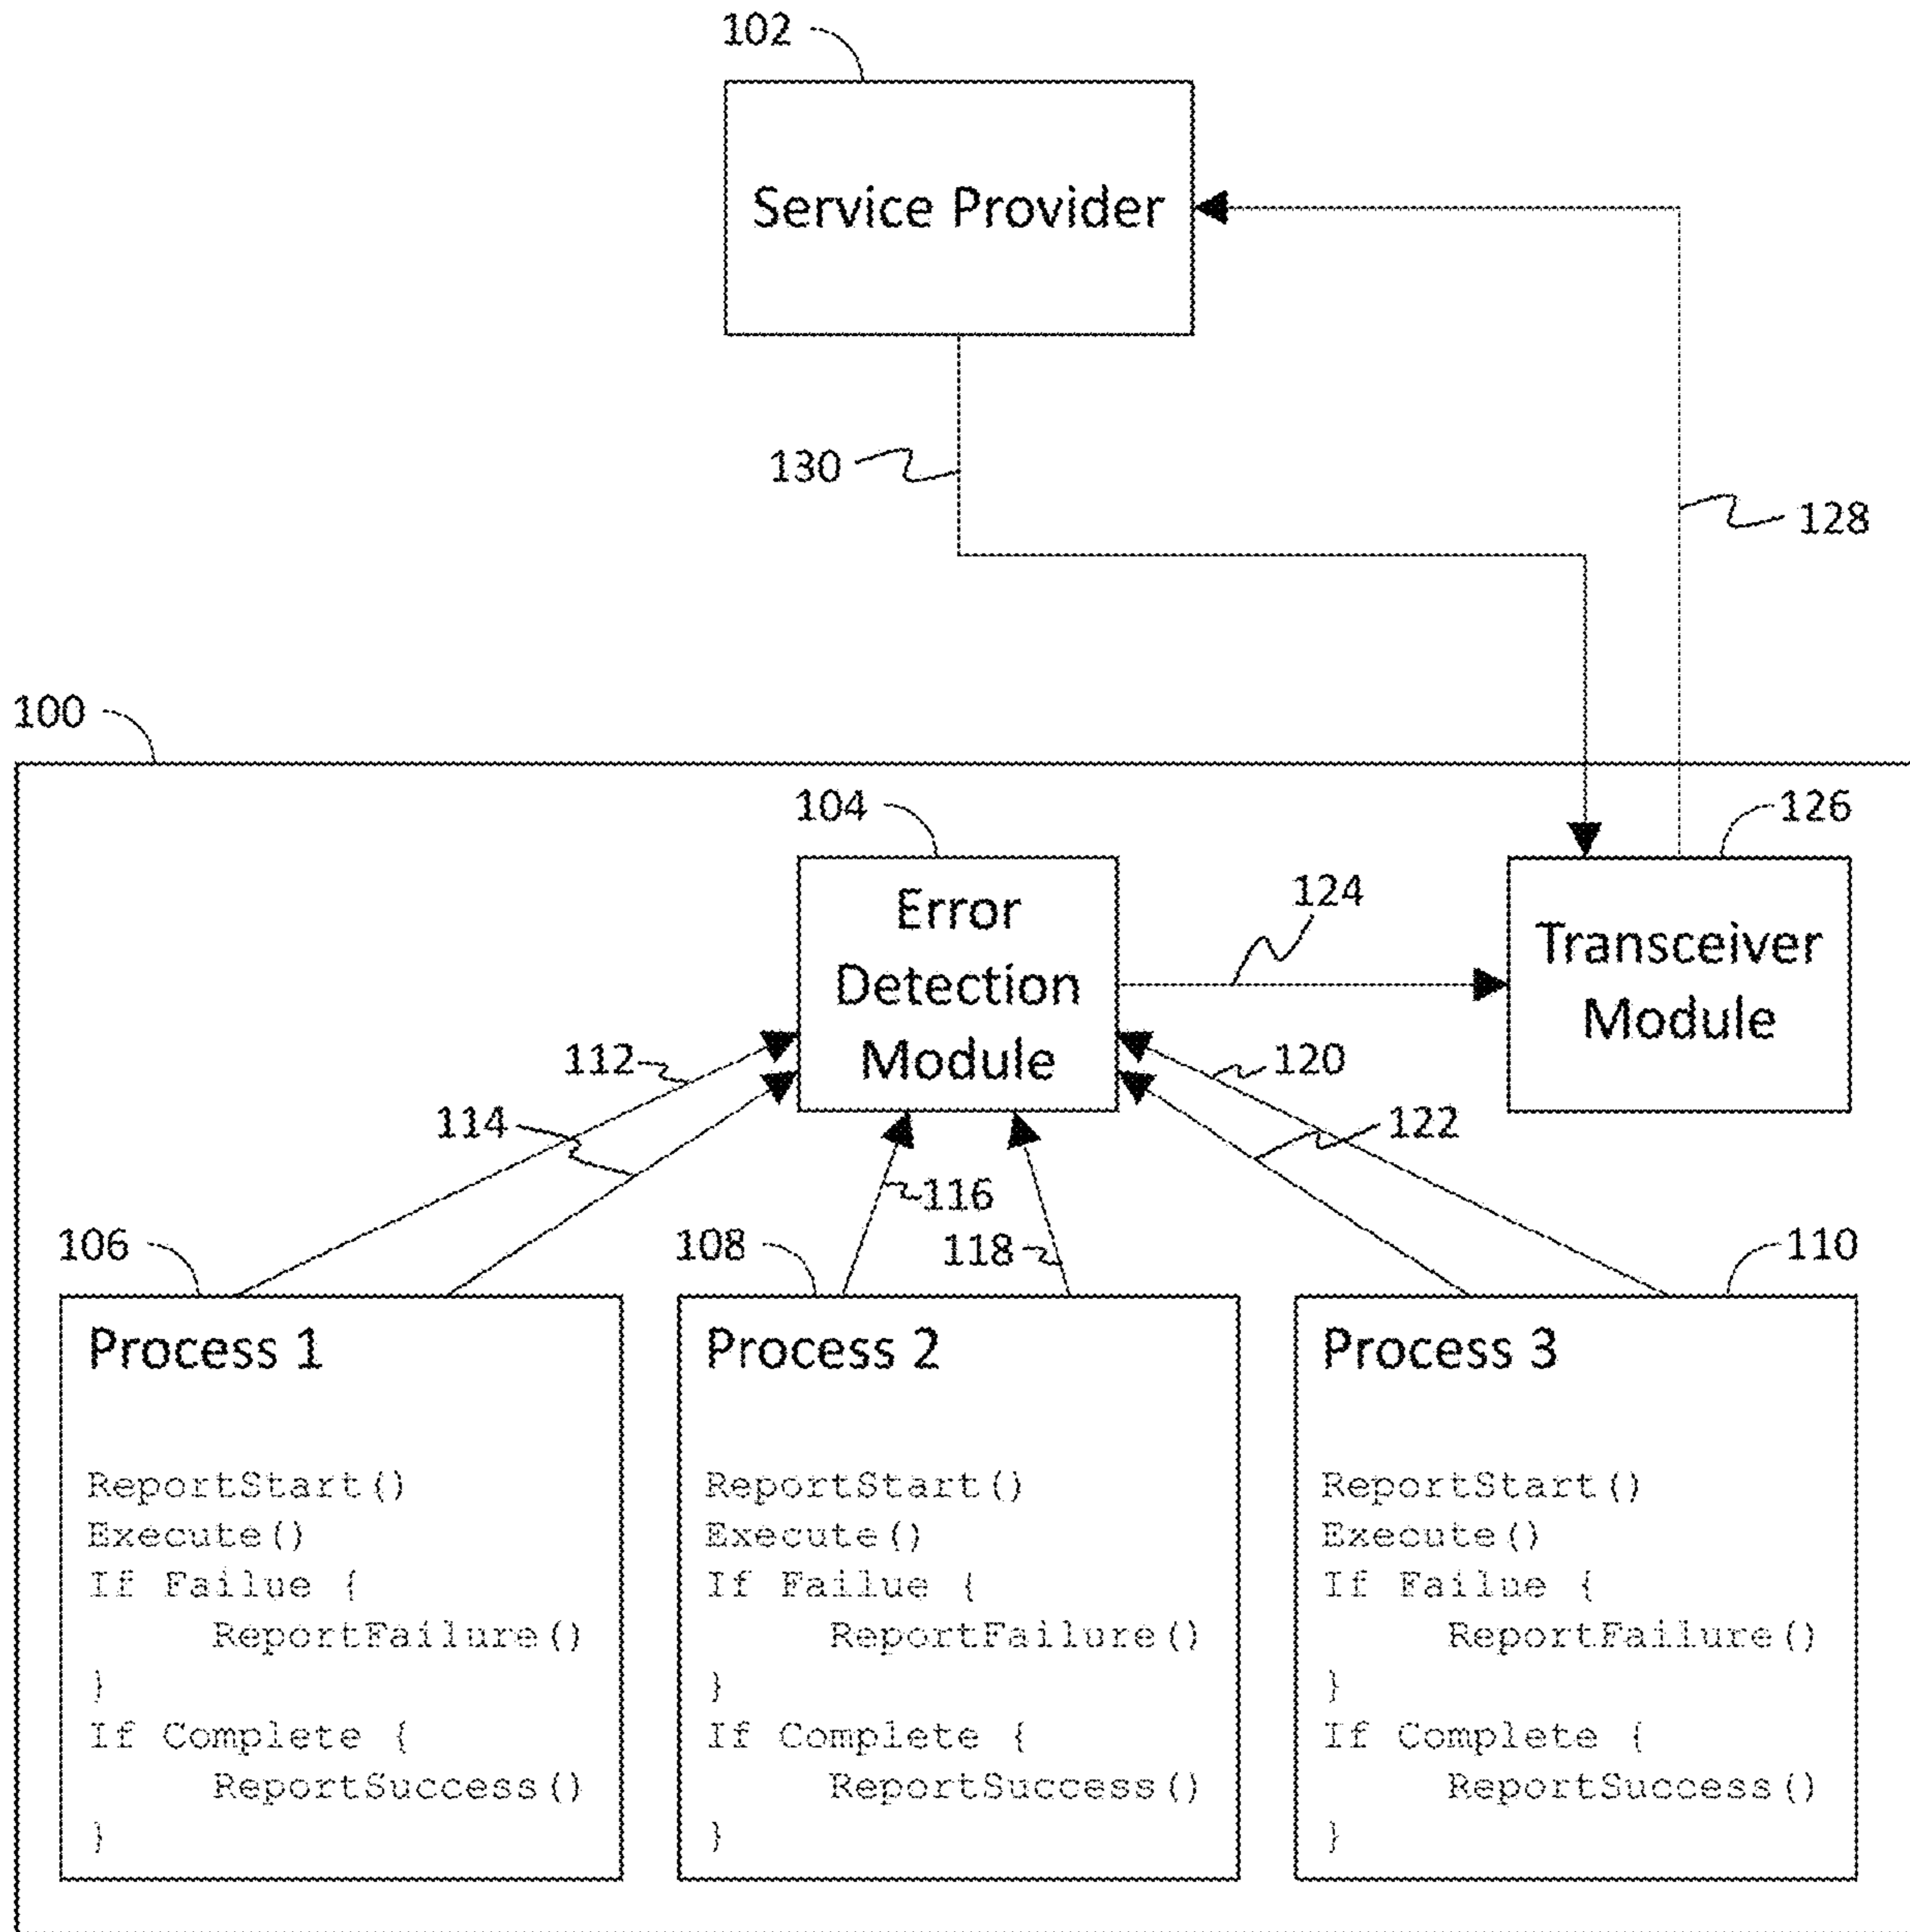 102
Service Provider
130
128
100
104
126
Error
Detection
Module
124
Transceiver
Module
112
120
114
122
116
118
106
108
110
Process 1
ReportStart()
Execute()
If Failue {
ReportFailure()
}
If Complete {
ReportSuccess()
}
Process 2
ReportStart()
Execute()
If Failue {
ReportFailure()
}
If Complete {
ReportSuccess()
}
Process 3
ReportStart()
Execute()
If Failue {
ReportFailure()
}
If Complete {
ReportSuccess()
}